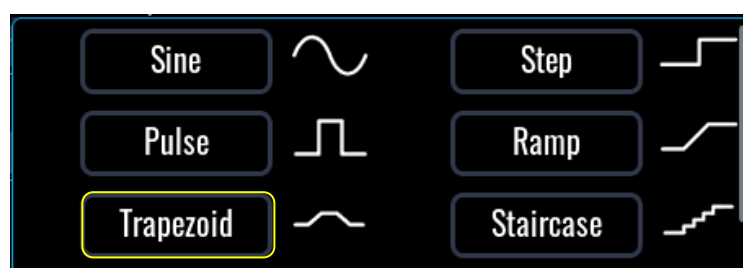 Sine
Step
Pulse
Ramp
Trapezoid
Staircase